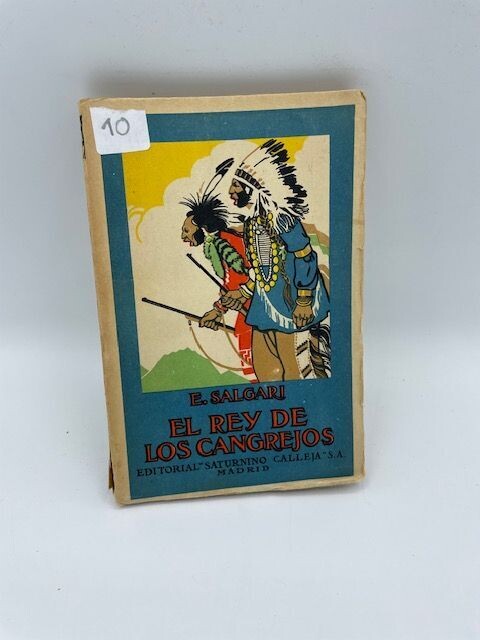 10
E. SALGARI
EL REY DE
LOS CANGREJOS
EDITORIAL "SATURNINO CALLEJA" S.A.
MADRID